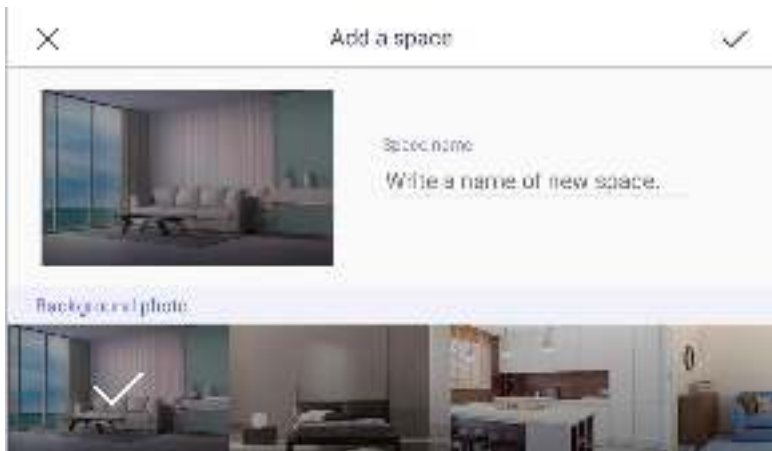 Add a space
Space name
Write a name of new space.
Background photo